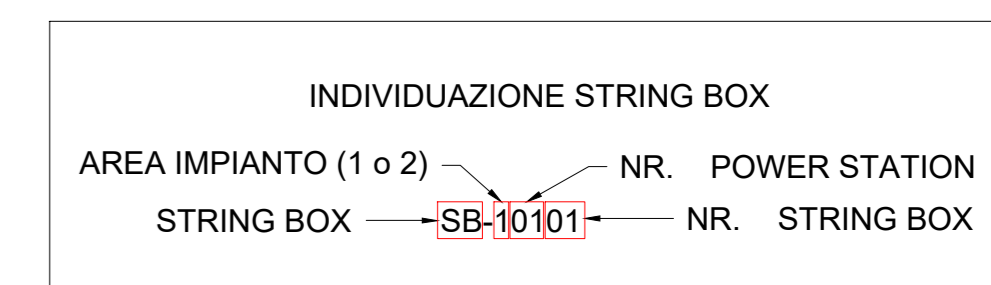 INDIVIDUAZIONE STRING BOX
AREA IMPIANTO (1 o 2) NR. POWER STATION
STRING BOX SB-10101 NR. STRING BOX